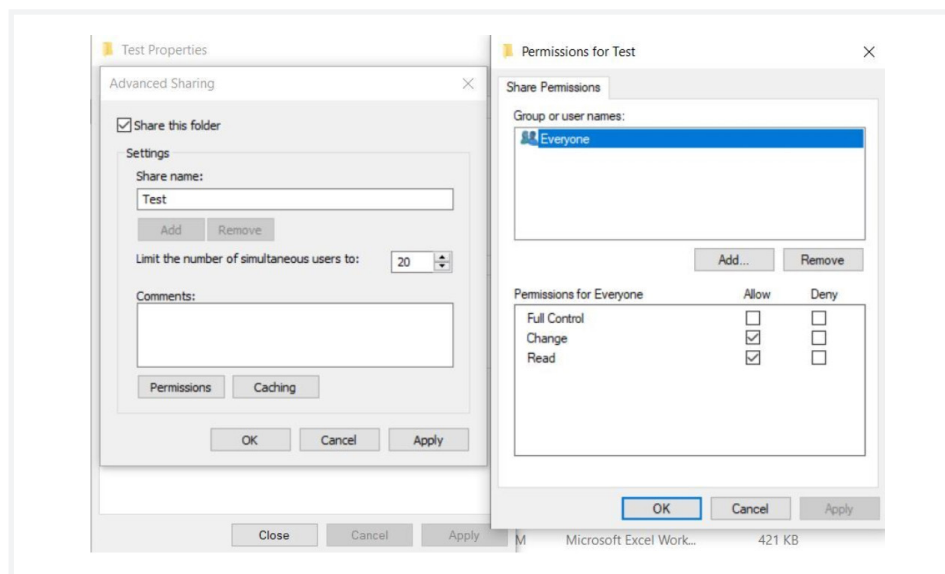 Test Properties
Advanced Sharing
Share this folder
Settings
Share name:
Test
Add Remove
Limit the number of simultaneous users to: 20
Comments:
Permissions Caching
OK Cancel Apply
Close Cancel Apply
Permissions for Test
Share Permissions
Group or user names:
Everyone
Add... Remove
Permissions for Everyone Allow Deny
Full Control
Change
Read
OK Cancel Apply
M Microsoft Excel Work... 421 KB